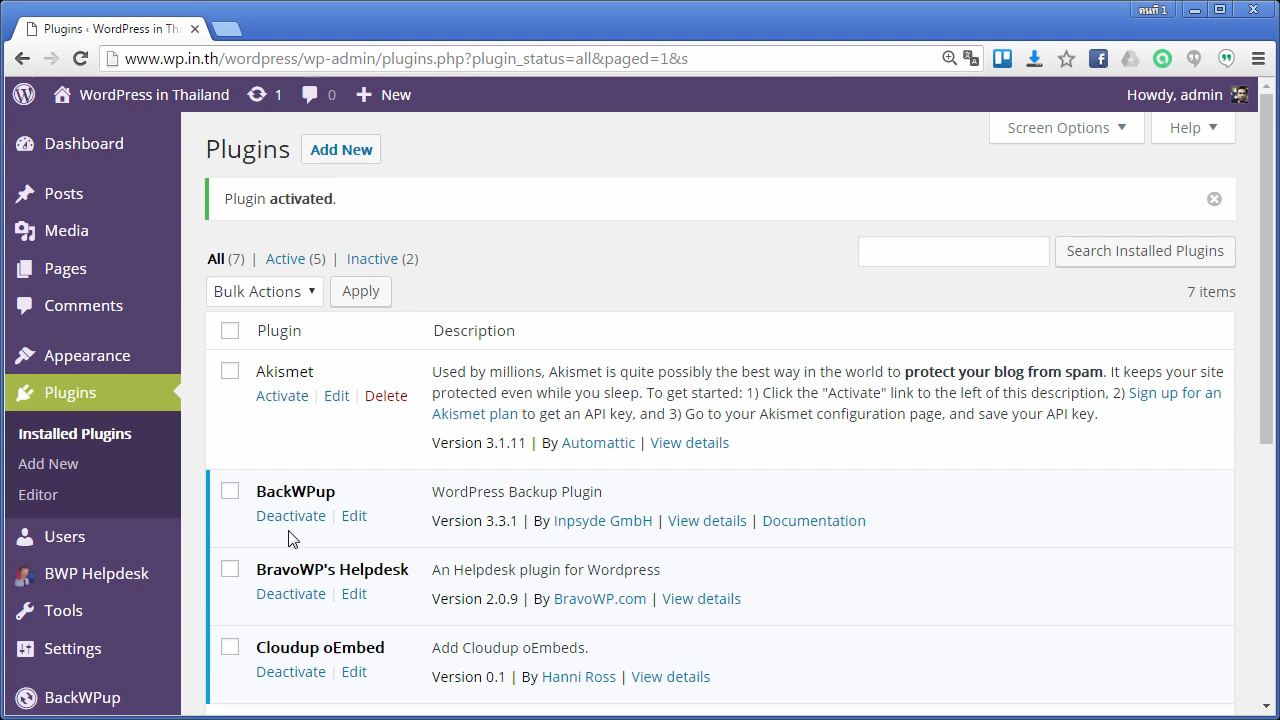 คนที่ 1
Plugins ‹ WordPress in Tha
www.wp.in.th/wordpress/wp-admin/plugins.php?plugin_status=all&paged=1&s
WordPress in Thailand 1 0 New Howdy, admin
Screen Options Help
Dashboard
Posts
Media
Pages
Comments
Appearance
Plugins
Installed Plugins
Add New
Editor
Users
BWP Helpdesk
Tools
Settings
BackWPup
Plugins Add New
Plugin activated.
All (7) | Active (5) | Inactive (2)
Search Installed Plugins
Bulk Actions Apply
7 items
Plugin Description
Akismet
Activate | Edit | Delete
Used by millions, Akismet is quite possibly the best way in the world to protect your blog from spam. It keeps your site
protected even while you sleep. To get started: 1) Click the "Activate" link to the left of this description, 2) Sign up for an
Akismet plan to get an API key, and 3) Go to your Akismet configuration page, and save your API key.
Version 3.1.11 | By Automattic | View details
BackWPup
Deactivate | Edit
WordPress Backup Plugin
Version 3.3.1 | By Inpsyde GmbH | View details | Documentation
BravoWP's Helpdesk
Deactivate | Edit
An Helpdesk plugin for Wordpress
Version 2.0.9 | By BravoWP.com | View details
Cloudup oEmbed
Deactivate | Edit
Add Cloudup oEmbeds.
Version 0.1 | By Hanni Ross | View details